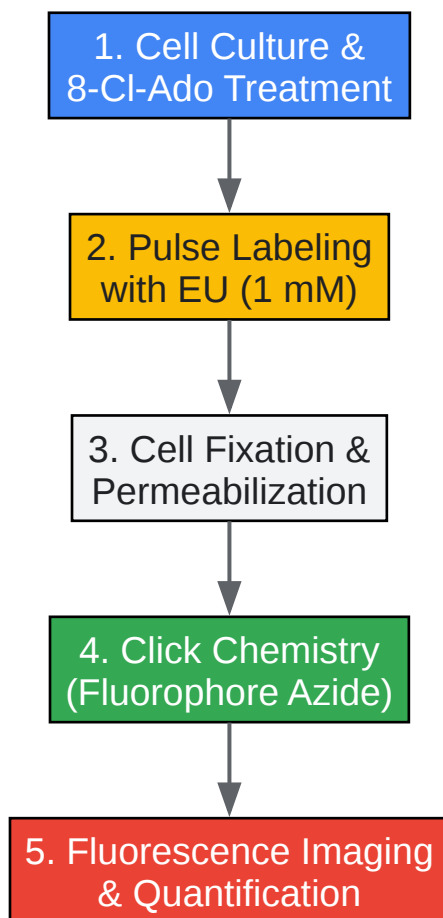 1. Cell Culture &
8-Cl-Ado Treatment
2. Pulse Labeling
with EU (1 mM)
3. Cell Fixation &
Permeabilization
4. Click Chemistry
(Fluorophore Azide)
5. Fluorescence Imaging
& Quantification